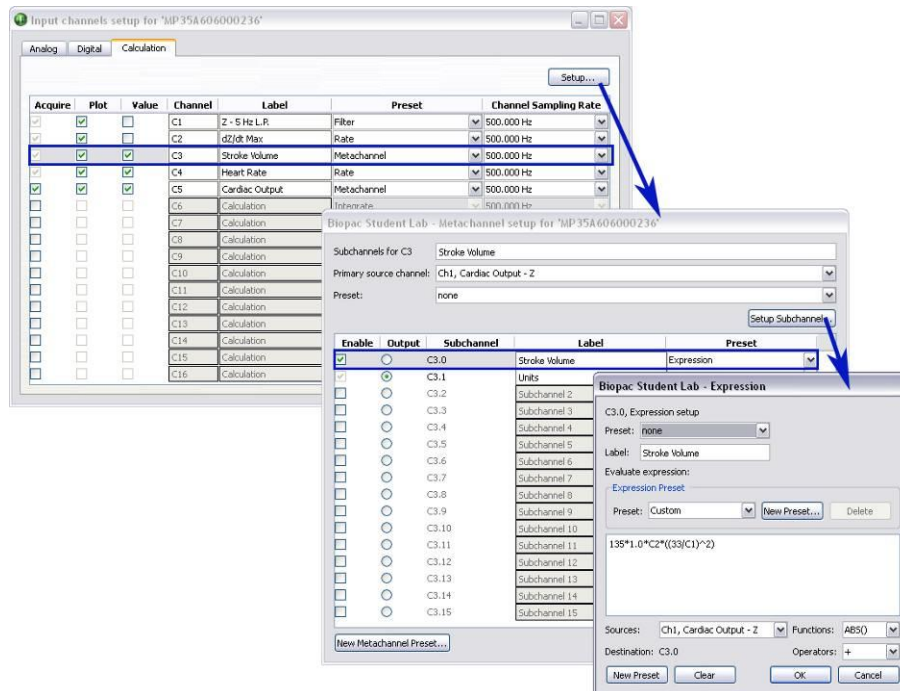 Input channels setup for 'MP35A606000236'
Analog Digital Calculation
Setup...
Acquire Plot Value Channel Label Preset Channel Sampling Rate
C1 Z - 5 Hz L.P. Filter 500.000 Hz
C2 dZ/dt Max Rate 500.000 Hz
C3 Stroke Volume Metachannel 500.000 Hz
C4 Heart Rate Rate 500.000 Hz
C5 Cardiac Output Metachannel 500.000 Hz
C6 Calculation Integrate 500.000 Hz
C7 Calculation
C8 Calculation
C9 Calculation
C10 Calculation
C11 Calculation
C12 Calculation
C13 Calculation
C14 Calculation
C15 Calculation
C16 Calculation
Biopac Student Lab - Metachannel setup for 'MP35A606000236'
Subchannels for C3 Stroke Volume
Primary source channel: Ch1, Cardiac Output - Z
Preset: none
Setup Subchannel...
Enable Output Subchannel Label Preset
C3.0 Stroke Volume Expression
C3.1 Units
C3.2 Subchannel 2
C3.3 Subchannel 3
C3.4 Subchannel 4
C3.5 Subchannel 5
C3.6 Subchannel 6
C3.7 Subchannel 7
C3.8 Subchannel 8
C3.9 Subchannel 9
C3.10 Subchannel 10
C3.11 Subchannel 11
C3.12 Subchannel 12
C3.13 Subchannel 13
C3.14 Subchannel 14
C3.15 Subchannel 15
New Metachannel Preset...
Biopac Student Lab - Expression
C3.0, Expression setup
Preset: none
Label: Stroke Volume
Evaluate expression:
Expression Preset
Preset: Custom New Preset... Delete
135*1.0*C2*((33/C1)^2)
Sources: Ch1, Cardiac Output - Z Functions: ABS()
Destination: C3.0 Operators: +
New Preset Clear OK Cancel